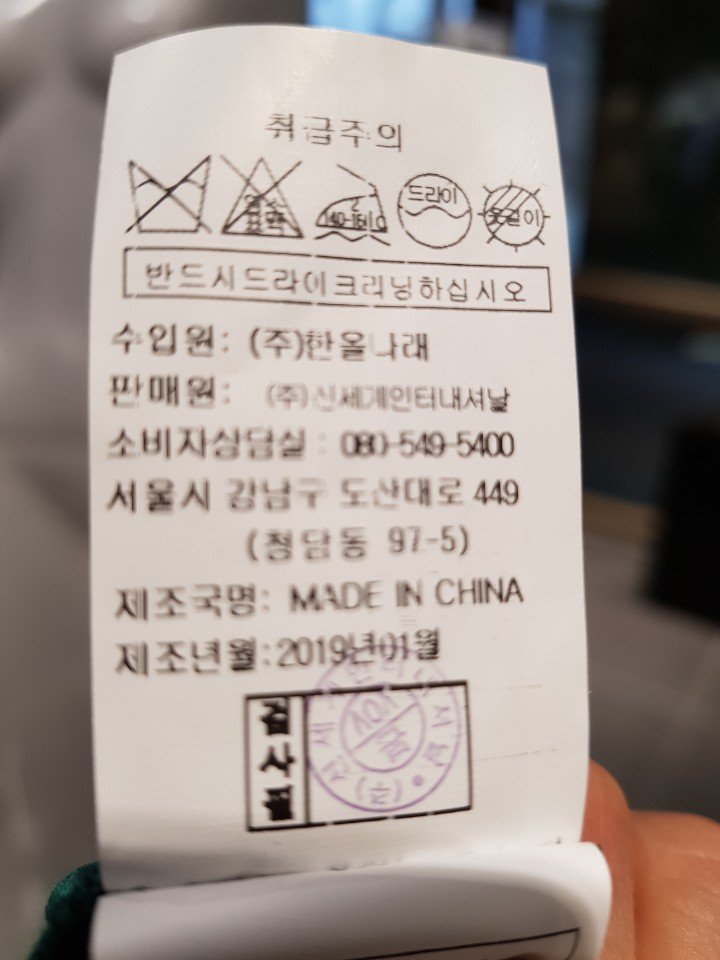 취급주의
드라이
반드시드라이크리닝하십시오
수입원: (주)한올나래
판매원: (주)신세계인터내셔날
소비자상담실 : 080-549-5400
서울시 강남구 도산대로 449
(청담동 97-5)
제조국명: MADE IN CHINA
제조년월:2019년01월
검사필